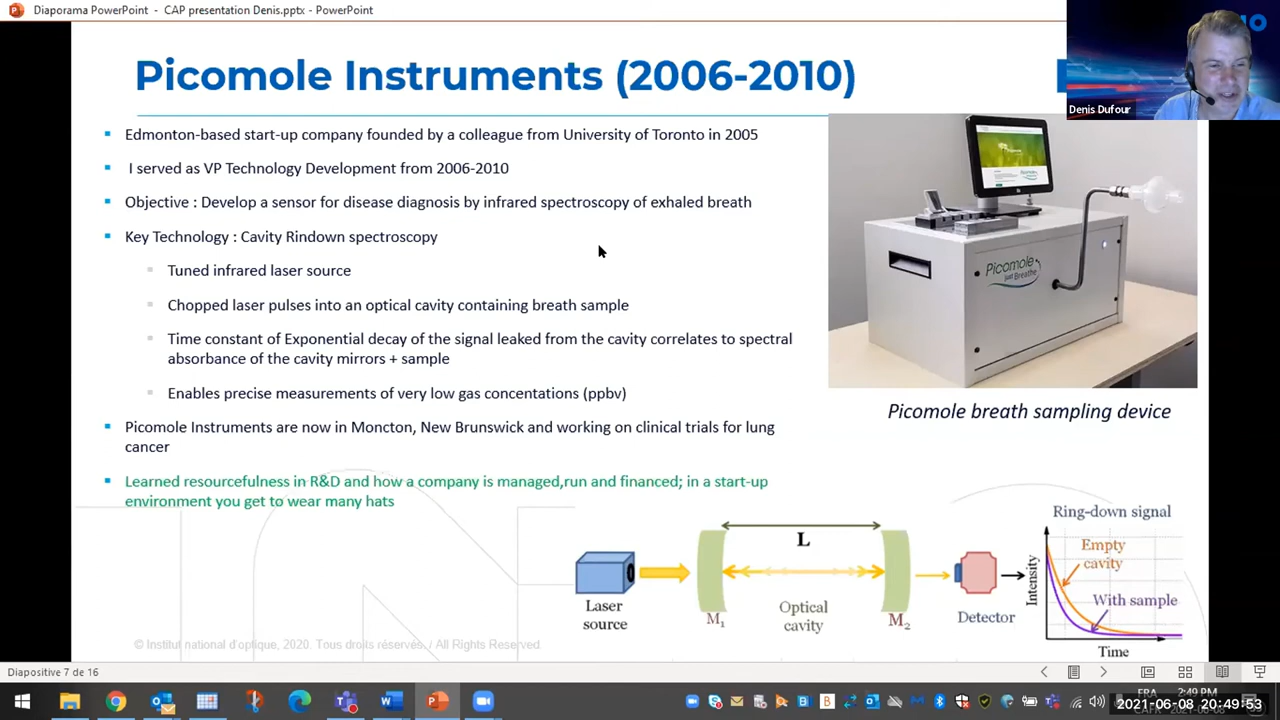 Diaporama PowerPoint - CAP presentation Denis.pptx - PowerPoint
Picomole Instruments (2006-2010)
Denis Dufour
Edmonton-based start-up company founded by a colleague from University of Toronto in 2005
I served as VP Technology Development from 2006-2010
Objective : Develop a sensor for disease diagnosis by infrared spectroscopy of exhaled breath
Key Technology : Cavity Rindown spectroscopy
Tuned infrared laser source
Chopped laser pulses into an optical cavity containing breath sample
Time constant of Exponential decay of the signal leaked from the cavity correlates to spectral
absorbance of the cavity mirrors + sample
Enables precise measurements of very low gas concentations (ppbv)
Picomole Instruments are now in Moncton, New Brunswick and working on clinical trials for lung
cancer
Learned resourcefulness in R&D and how a company is managed,run and financed; in a start-up
environment you get to wear many hats
Picomole
just Breathe
Picomole breath sampling device
Laser
source
M₁
L
Optical
cavity
M₂
Detector
Ring-down signal
Intensity
Empty
cavity
With sample
Time
© Institut national d'optique, 2020. Tous droits réservés. / All Rights Reserved
Diapositive 7 de 16
FRA
2:49 PM
2021-06-08 20:49:53